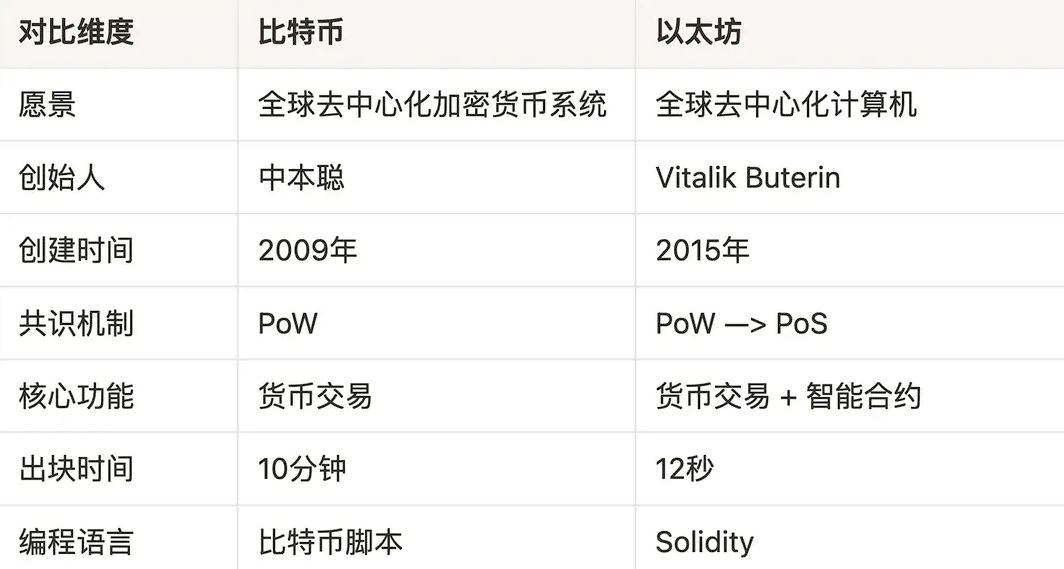 对比维度 比特币 以太坊
愿景 全球去中心化加密货币系统 全球去中心化计算机
创始人 中本聪 Vitalik Buterin
创建时间 2009年 2015年
共识机制 PoW PoW —> PoS
核心功能 货币交易 货币交易 + 智能合约
出块时间 10分钟 12秒
编程语言 比特币脚本 Solidity